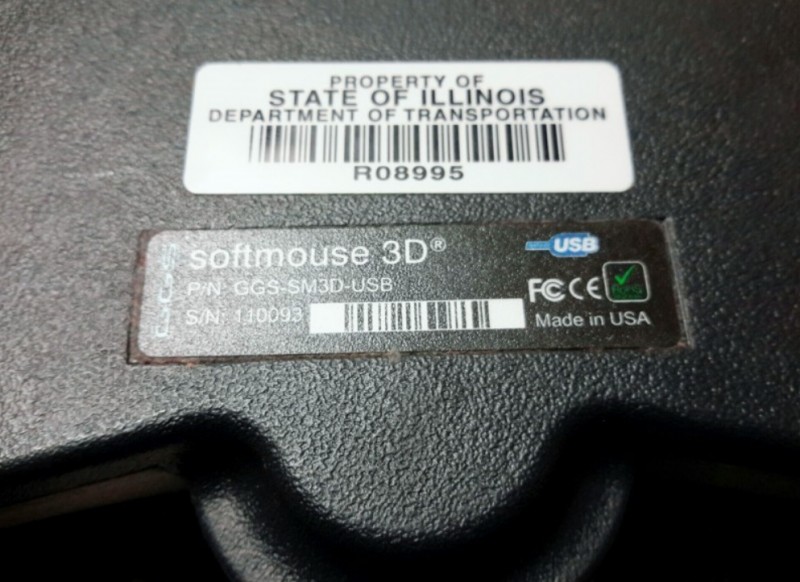 PROPERTY OF
STATE OF ILLINOIS
DEPARTMENT OF TRANSPORTATION
R08995
softmouse 3D®
USB
P/N GGS-SM3D-USB
FC CE
S/N: 110093
Made in USA